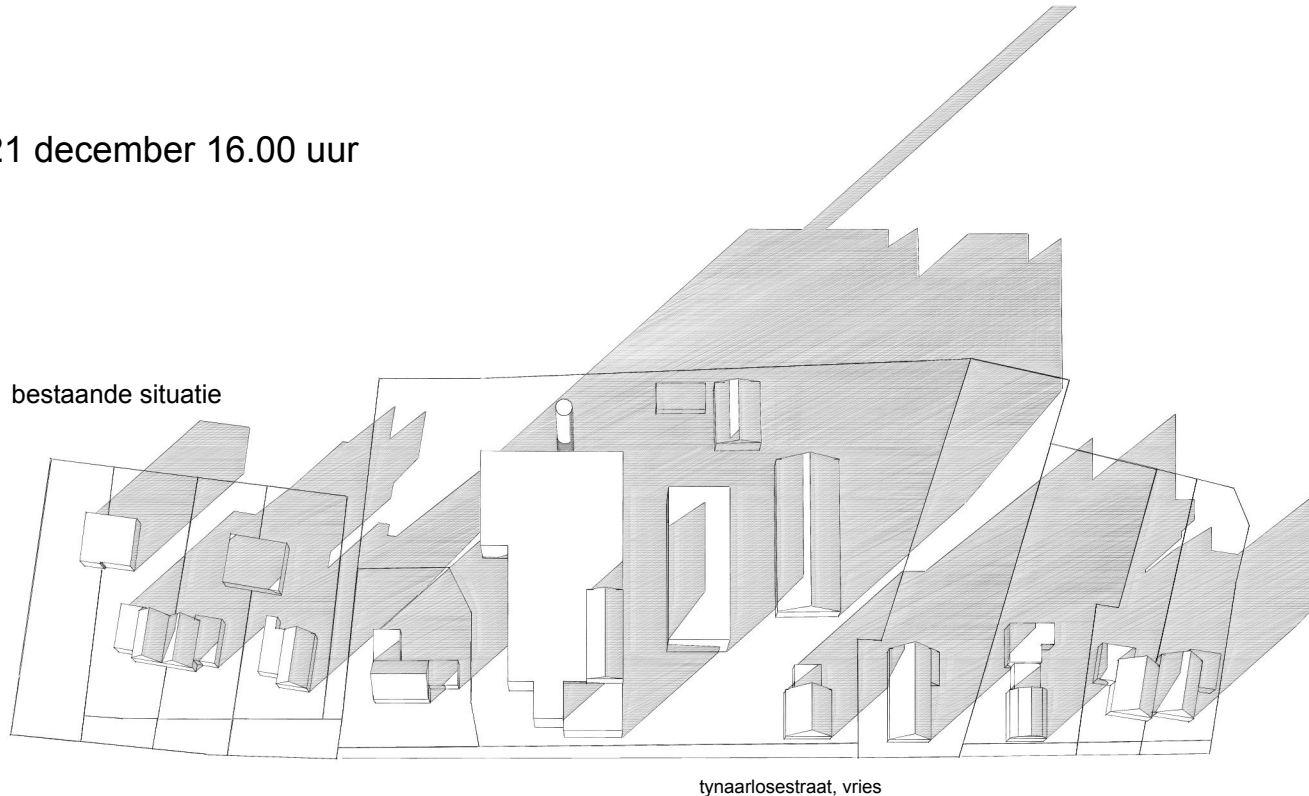 21 december 16.00 uur
bestaande situatie
tynaarlosestraat, vries